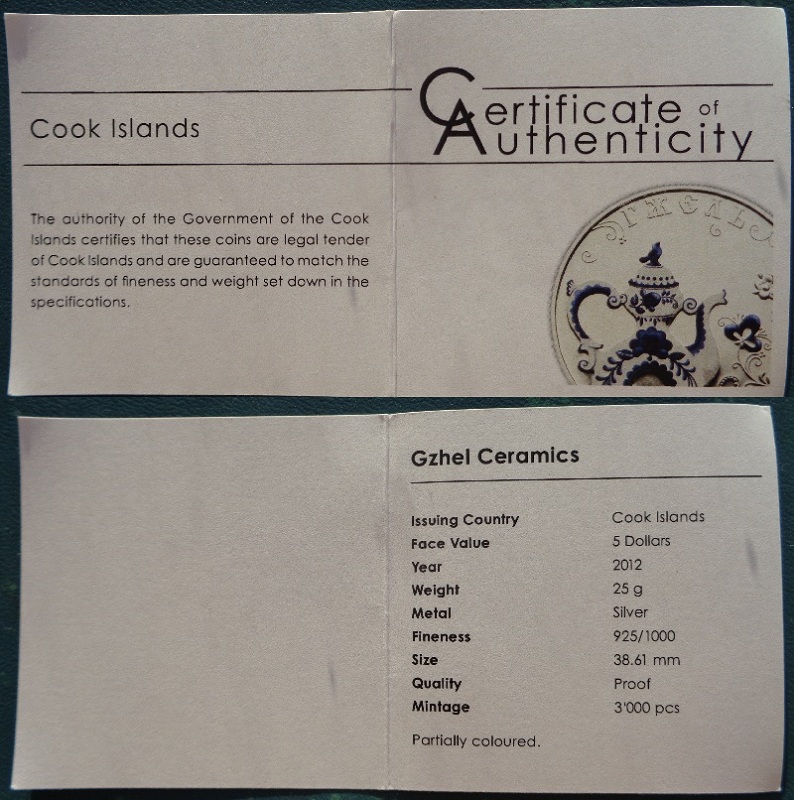 Cook Islands
The authority of the Government of the Cook
Islands certifies that these coins are legal tender
of Cook Islands and are guaranteed to match the
standards of fineness and weight set down in the
specifications.
Certificate of
Authenticity
ГЖЕЛЬ
Gzhel Ceramics
Issuing Country Cook Islands
Face Value 5 Dollars
Year 2012
Weight 25 g
Metal Silver
Fineness 925/1000
Size 38.61 mm
Quality Proof
Mintage 3'000 pcs
Partially coloured.